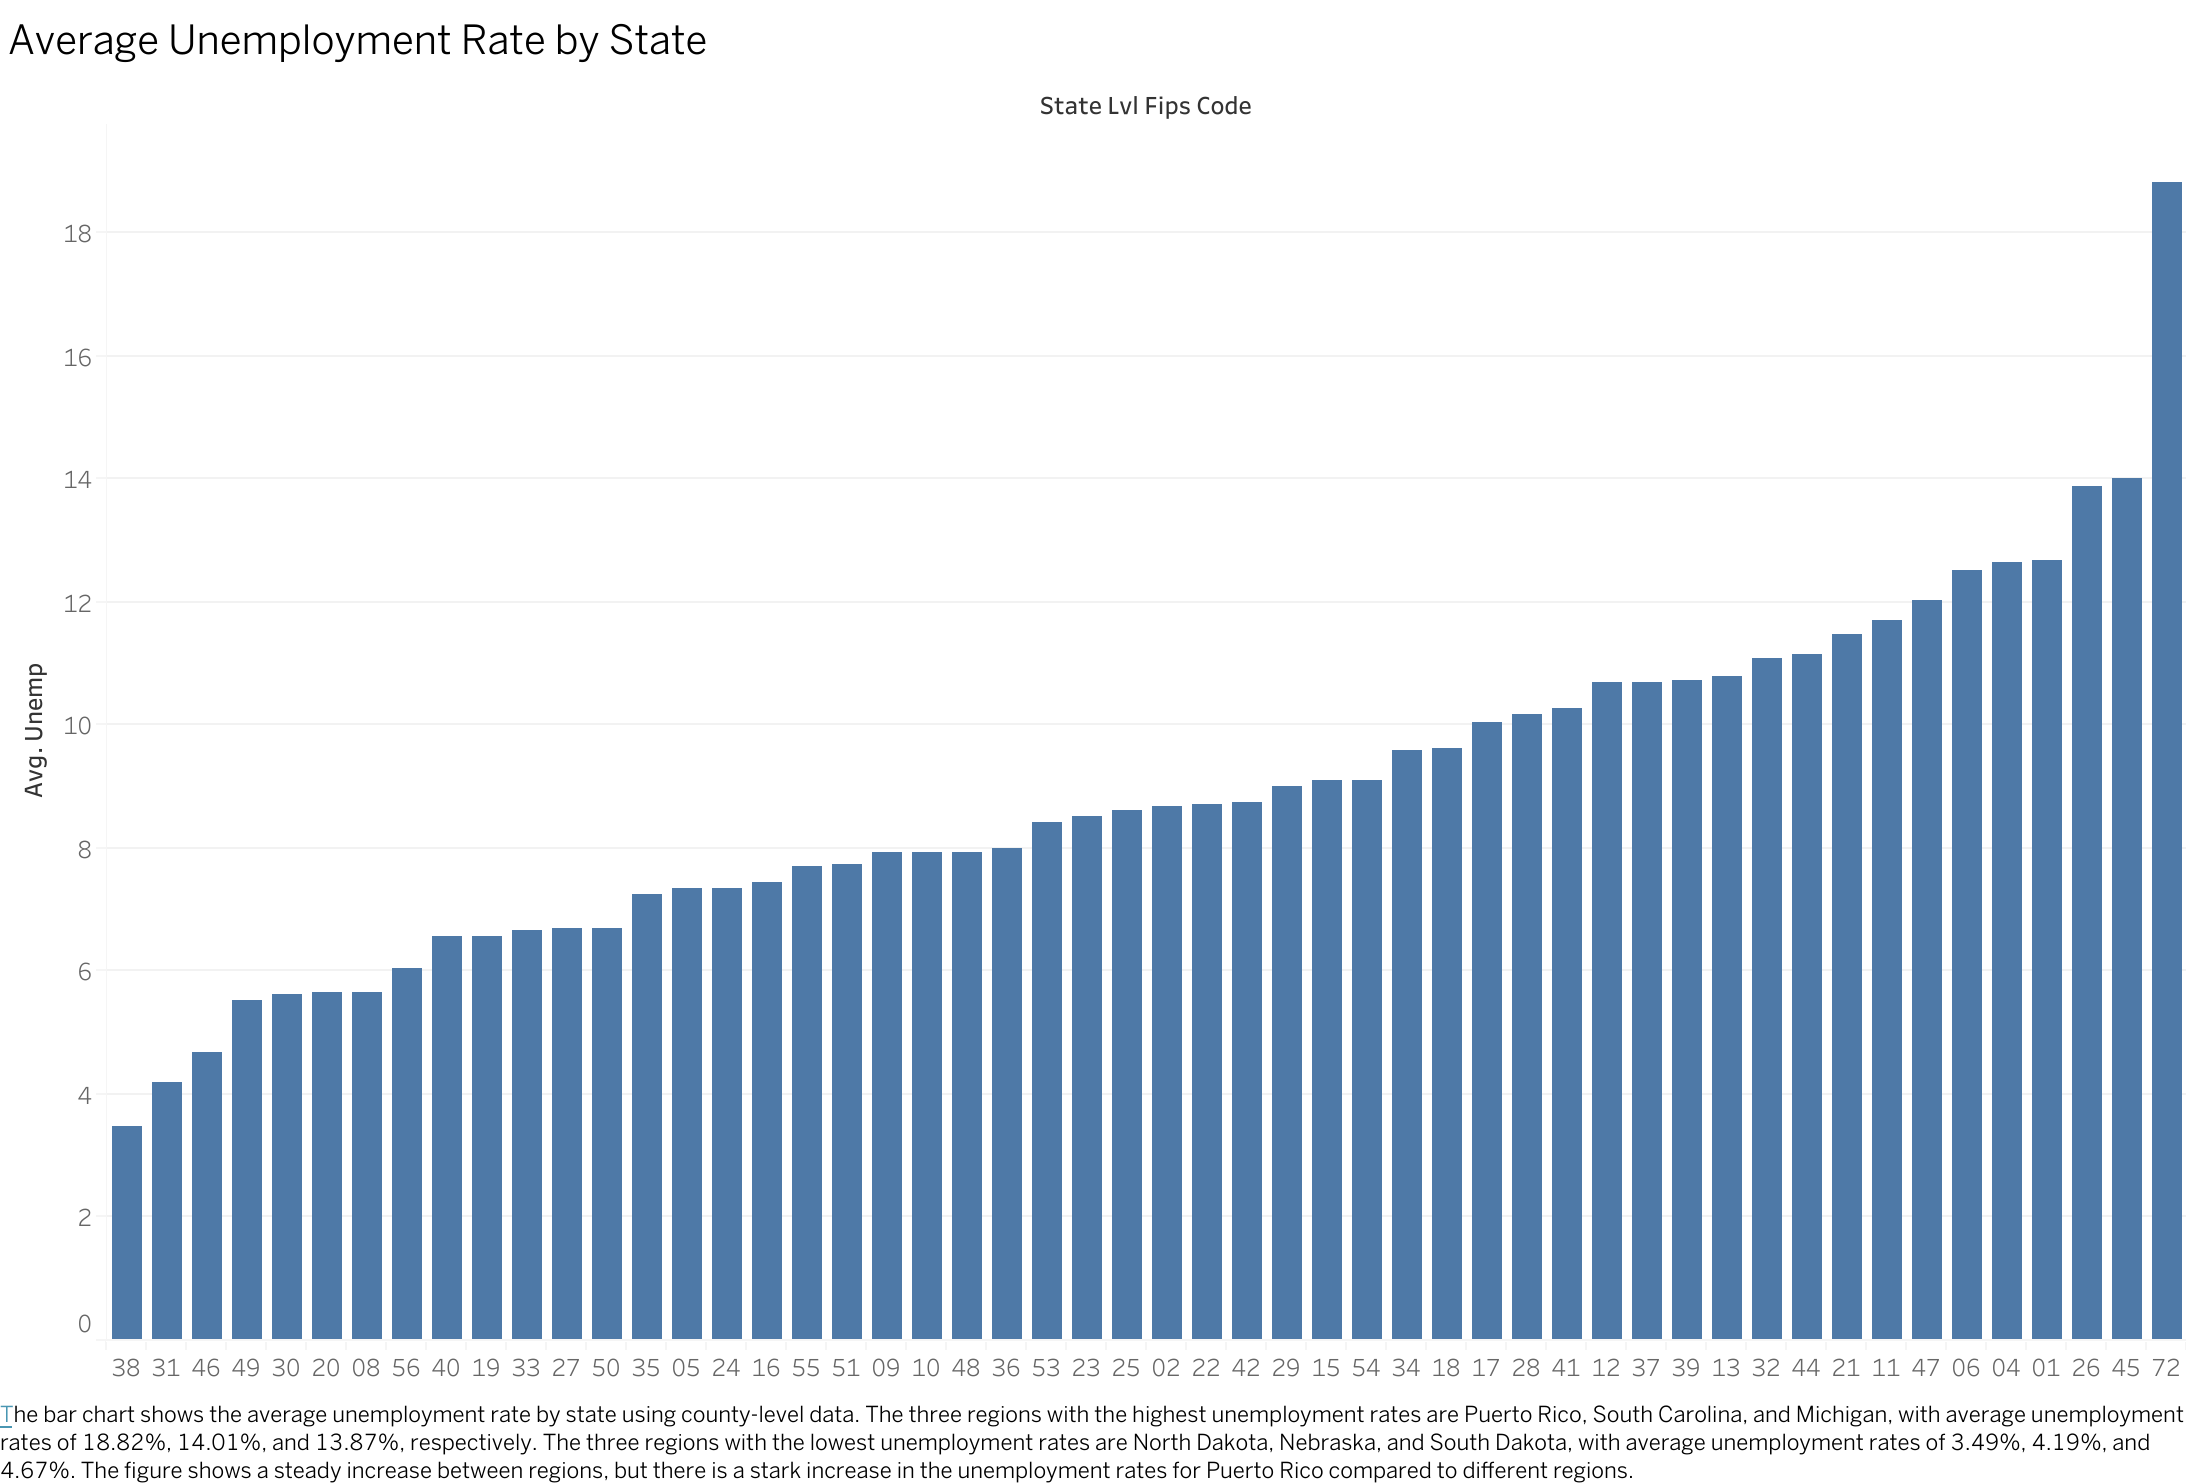 Average Unemployment Rate by State
State Lvl Fips Code
18
16
14
12
10
8
6
4
2
0
Avg. Unemp
38 31 46 49 30 20 08 56 40 19 33 27 50 35 05 24 16 55 51 09 10 48 36 53 23 25 02 22 42 29 15 54 34 18 17 28 41 12 37 39 13 32 44 21 11 47 06 04 01 26 45 72
The bar chart shows the average unemployment rate by state using county-level data. The three regions with the highest unemployment rates are Puerto Rico, South Carolina, and Michigan, with average unemployment
rates of 18.82%, 14.01%, and 13.87%, respectively. The three regions with the lowest unemployment rates are North Dakota, Nebraska, and South Dakota, with average unemployment rates of 3.49%, 4.19%, and
4.67%. The figure shows a steady increase between regions, but there is a stark increase in the unemployment rates for Puerto Rico compared to different regions.